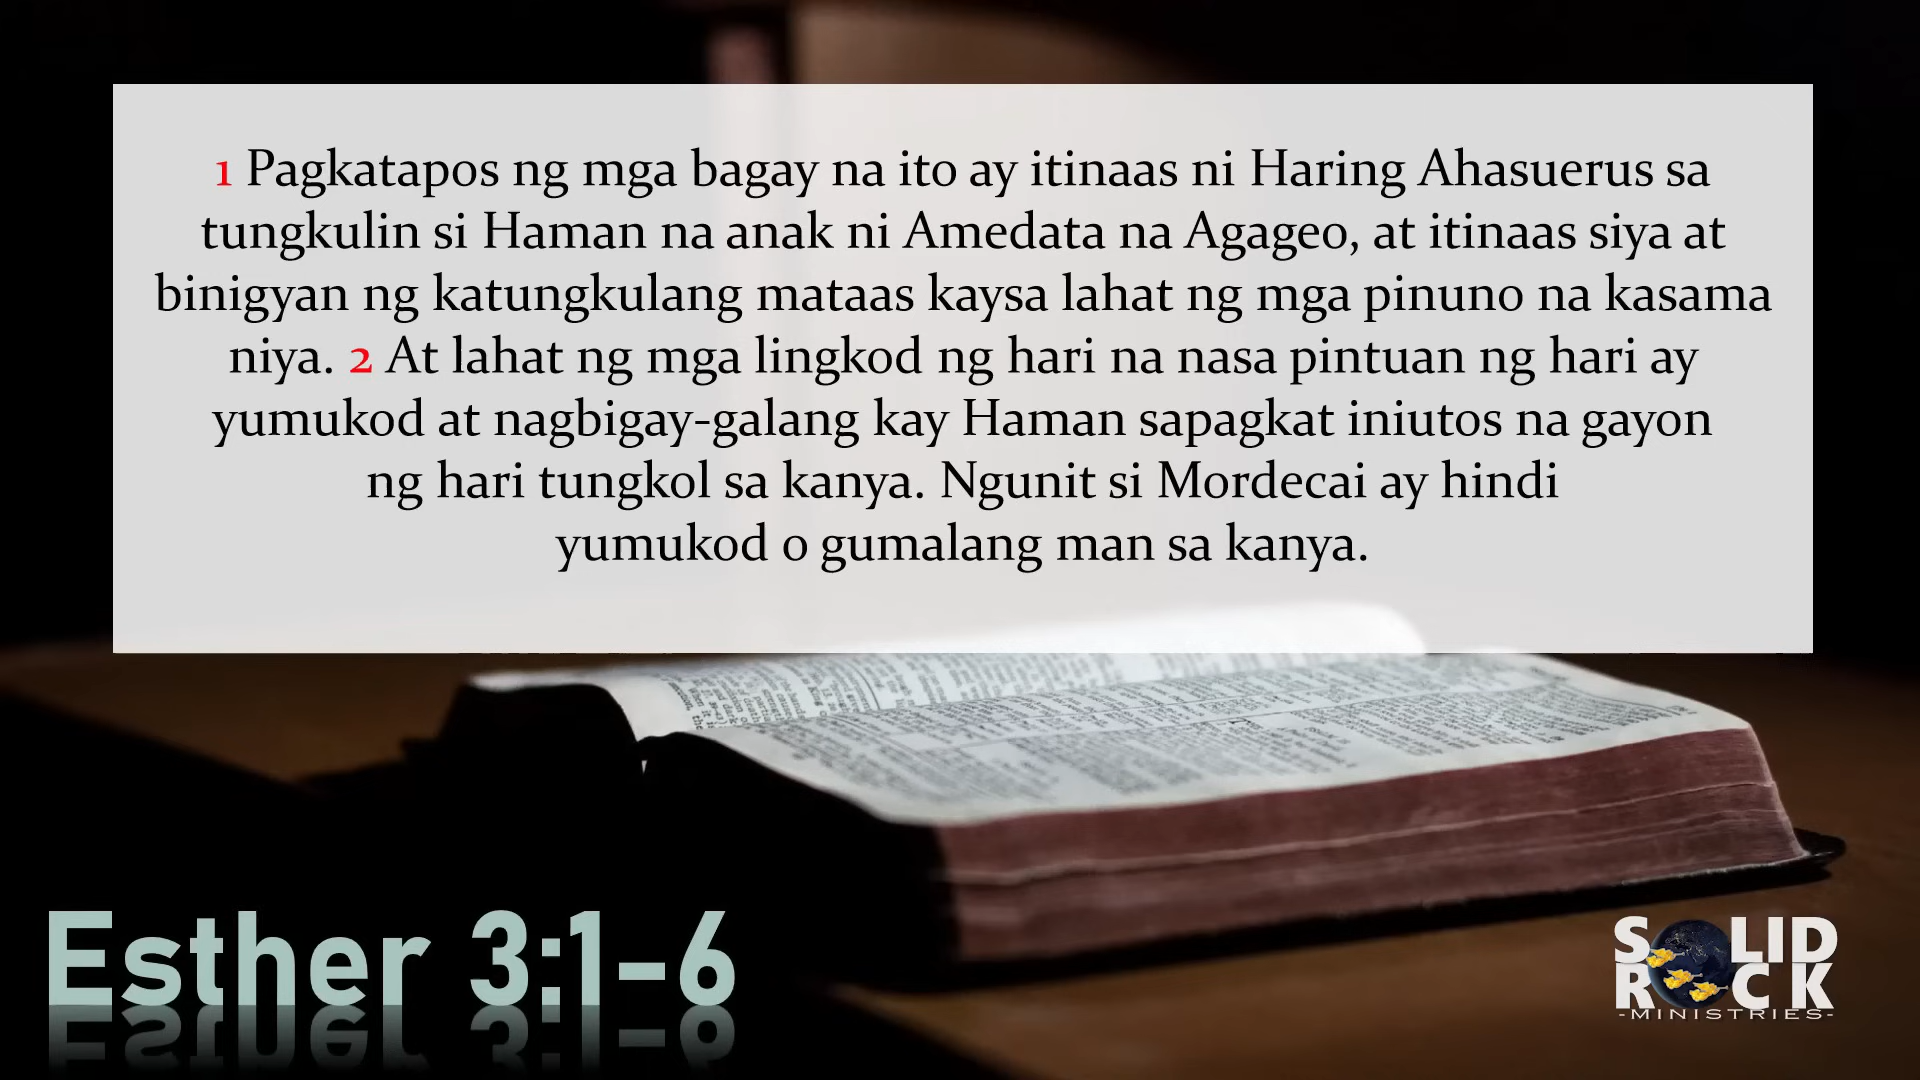 1 Pagkatapos ng mga bagay na ito ay itinaas ni Haring Ahasuerus sa
tungkulin si Haman na anak ni Amedata na Agageo, at itinaas siya at
binigyan ng katungkulang mataas kaysa lahat ng mga pinuno na kasama
niya. 2 At lahat ng mga lingkod ng hari na nasa pintuan ng hari ay
yumukod at nagbigay-galang kay Haman sapagkat iniutos na gayon
ng hari tungkol sa kanya. Ngunit si Mordecai ay hindi
yumukod o gumalang man sa kanya.
Esther 3:1-6
SOLID
ROCK
-MINISTRIES-